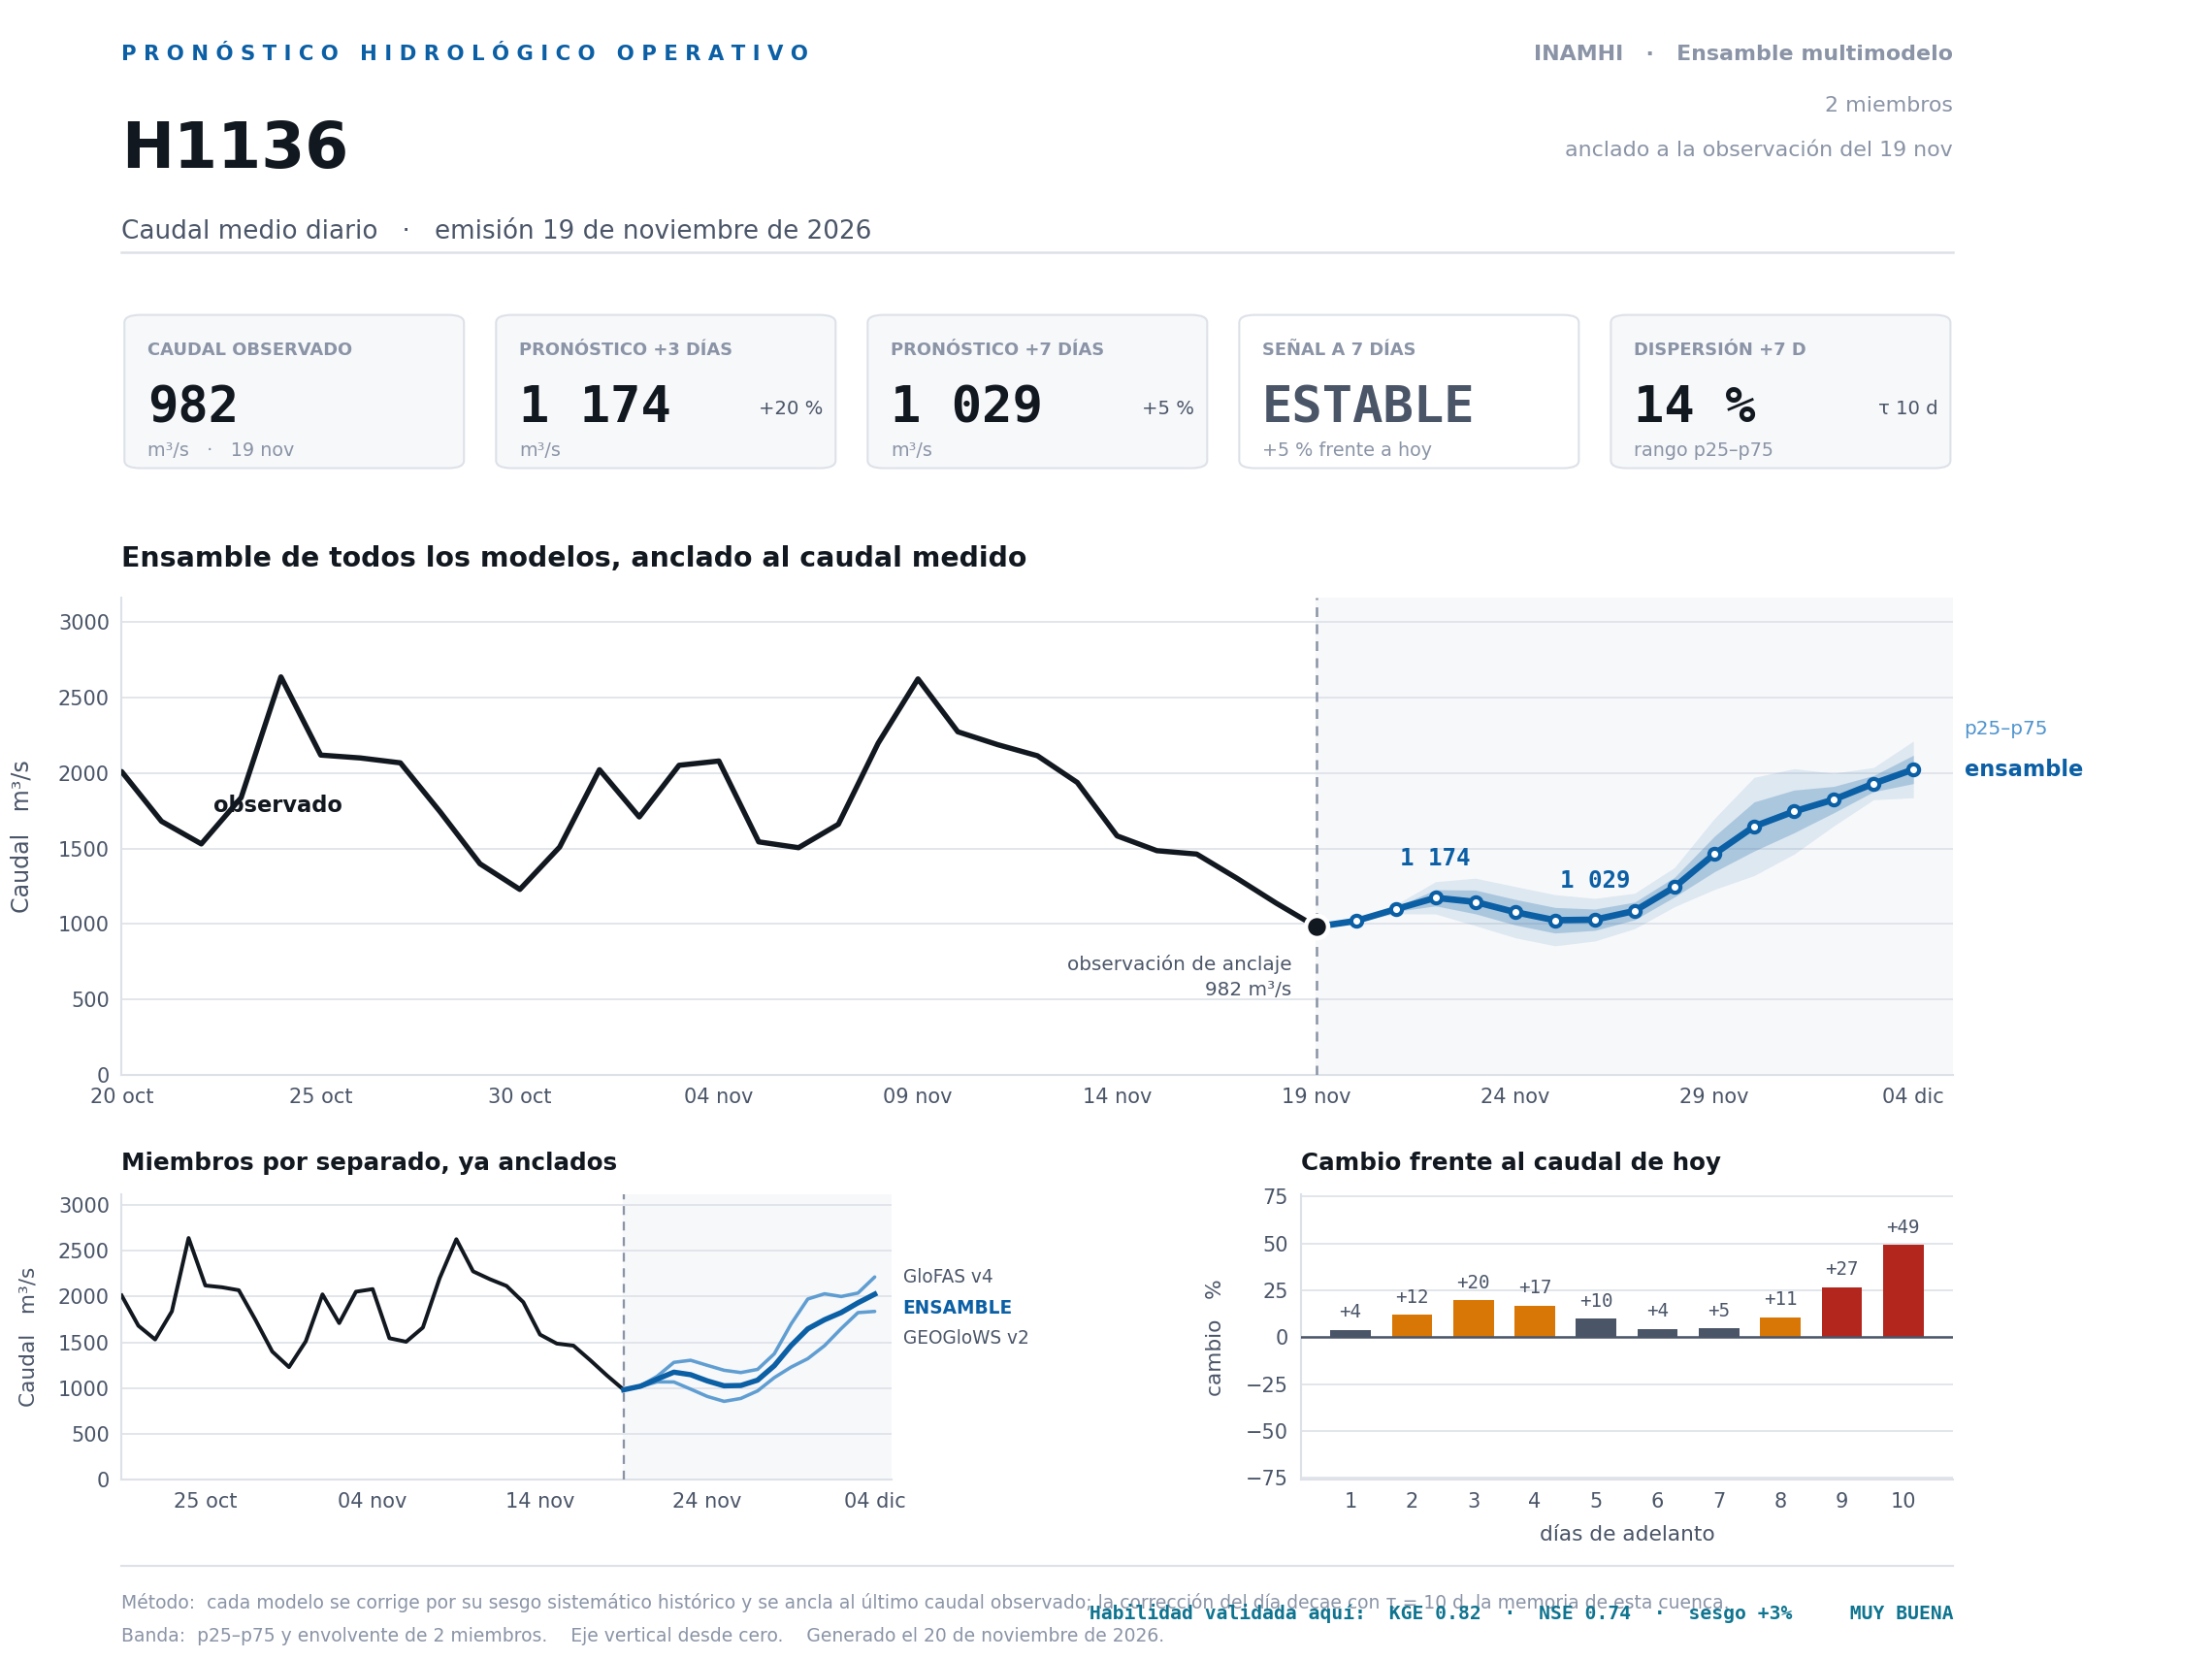 PRONÓSTICO HIDROLÓGICO OPERATIVO
INAMHI · Ensamble multimodelo
2 miembros
H1136
anclado a la observación del 19 nov
Caudal medio diario · emisión 19 de noviembre de 2026
CAUDAL OBSERVADO
982
m³/s · 19 nov
PRONÓSTICO +3 DÍAS
1 174 +20 %
m³/s
PRONÓSTICO +7 DÍAS
1 029 +5 %
m³/s
SEÑAL A 7 DÍAS
ESTABLE
+5 % frente a hoy
DISPERSIÓN +7 D
14 % τ 10 d
rango p25–p75
Ensamble de todos los modelos, anclado al caudal medido
Caudal m³/s
3000
2500
2000
1500
1000
500
0
observado
1 174
1 029
p25–p75
ensamble
observación de anclaje
982 m³/s
20 oct 25 oct 30 oct 04 nov 09 nov 14 nov 19 nov 24 nov 29 nov 04 dic
Miembros por separado, ya anclados
Caudal m³/s
3000
2500
2000
1500
1000
500
0
GloFAS v4
ENSAMBLE
GEOGloWS v2
25 oct 04 nov 14 nov 24 nov 04 dic
Cambio frente al caudal de hoy
cambio %
75
50
25
0
−25
−50
−75
+4 +12 +20 +17 +10 +4 +5 +11 +27 +49
1 2 3 4 5 6 7 8 9 10
días de adelanto
Método: cada modelo se corrige por su sesgo sistemático histórico y se ancla al último caudal observado; la corrección del día decae con τ = 10 d, la memoria de esta cuenca.
Habilidad validada aquí: KGE 0.82 · NSE 0.74 · sesgo +3% MUY BUENA
Banda: p25–p75 y envolvente de 2 miembros. Eje vertical desde cero. Generado el 20 de noviembre de 2026.